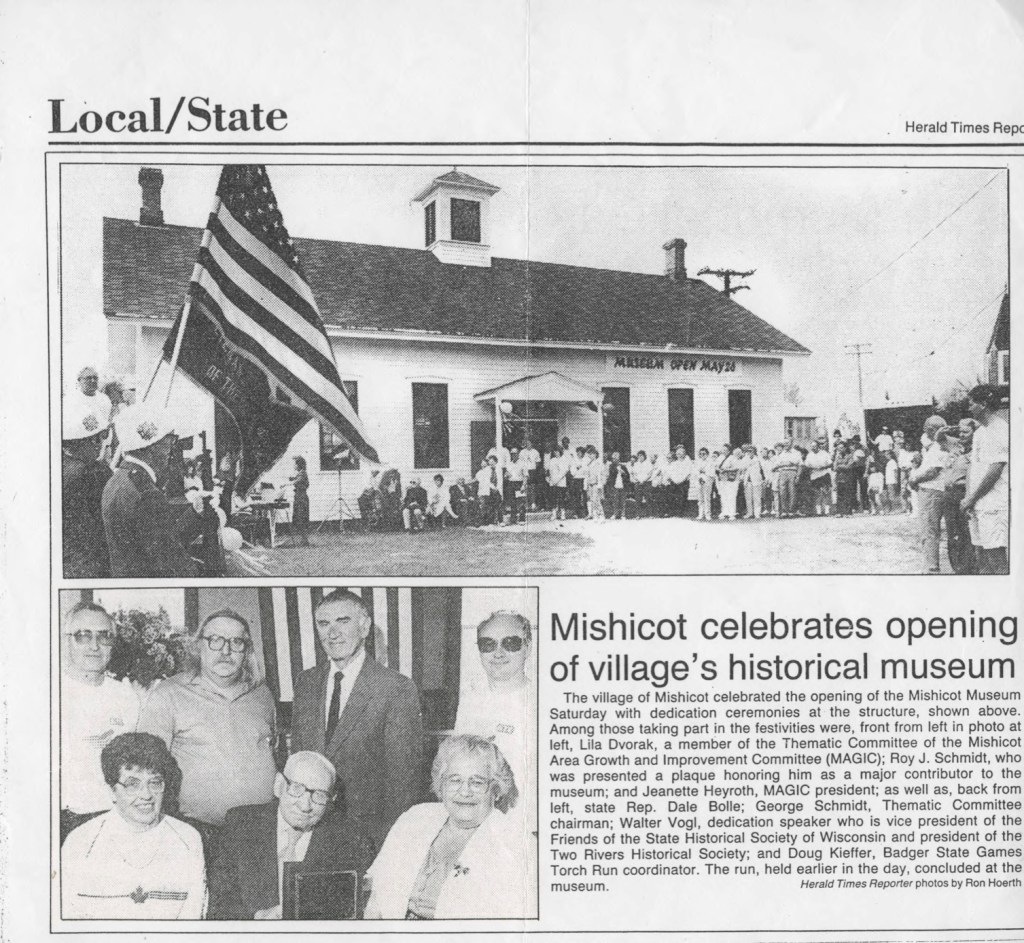 Local/State
Herald Times Repo
OF THE
MUSEUM OPEN MAY 26
Mishicot celebrates opening
of village's historical museum
The village of Mishicot celebrated the opening of the Mishicot Museum
Saturday with dedication ceremonies at the structure, shown above.
Among those taking part in the festivities were, front from left in photo at
left, Lila Dvorak, a member of the Thematic Committee of the Mishicot
Area Growth and Improvement Committee (MAGIC); Roy J. Schmidt, who
was presented a plaque honoring him as a major contributor to the
museum; and Jeanette Heyroth, MAGIC president; as well as, back from
left, state Rep. Dale Bolle; George Schmidt, Thematic Committee
chairman; Walter Vogl, dedication speaker who is vice president of the
Friends of the State Historical Society of Wisconsin and president of the
Two Rivers Historical Society; and Doug Kieffer, Badger State Games
Torch Run coordinator. The run, held earlier in the day, concluded at the
museum.
Herald Times Reporter photos by Ron Hoerth